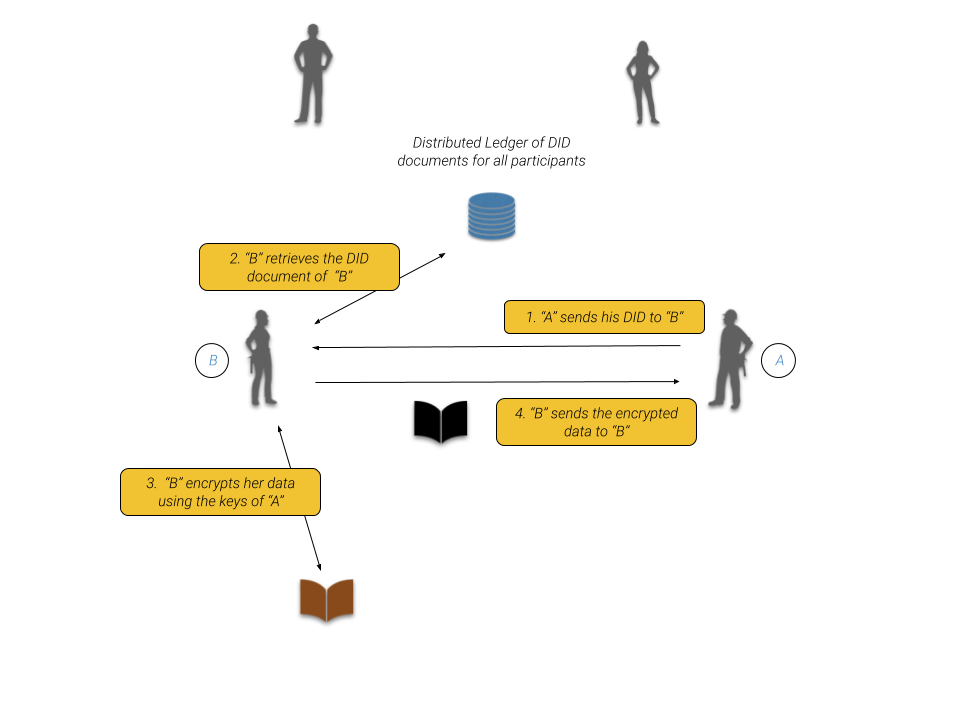 Distributed Ledger of DID
documents for all participants
2. “B” retrieves the DID
document of “B”
1. “A” sends his DID to “B”
B
A
4. “B” sends the encrypted
data to “B”
3. “B” encrypts her data
using the keys of “A”